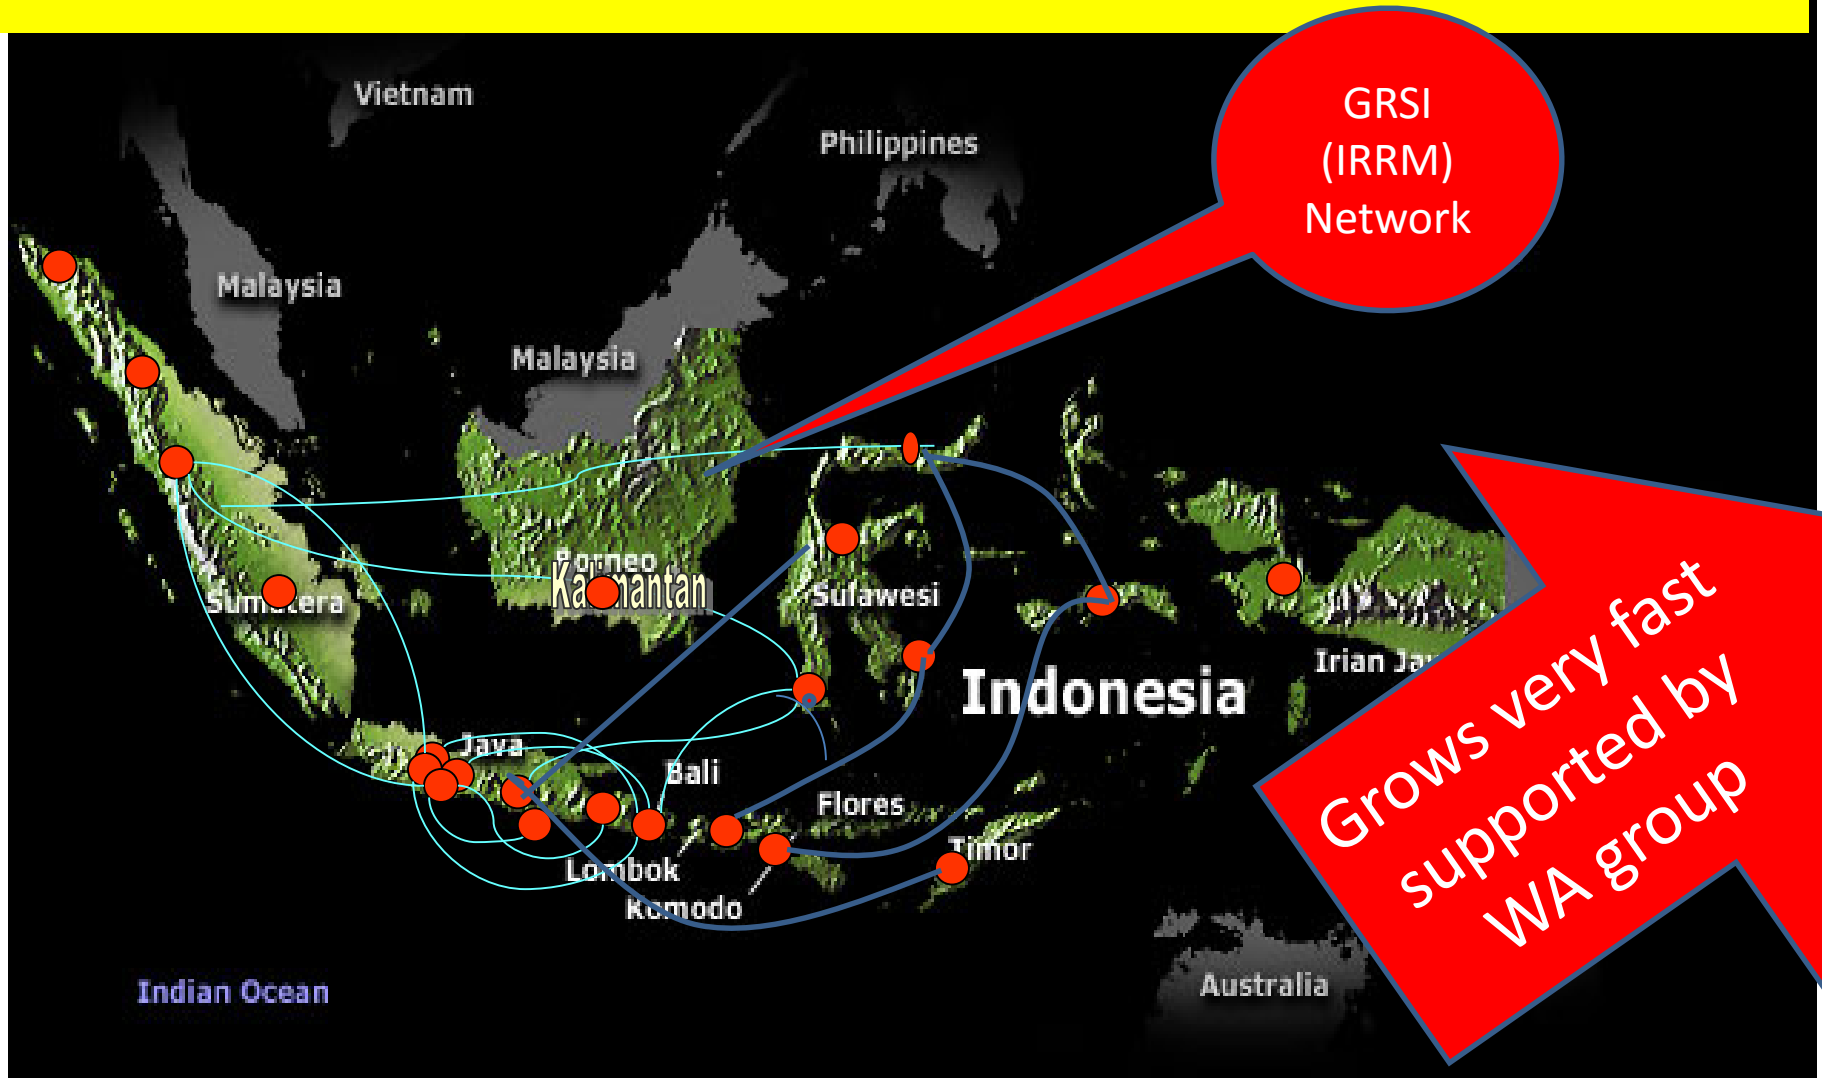 GRSI
(IRRM)
Network
Vietnam
Philippines
Malaysia
Malaysia
Borneo
Kalimantan
Sumatera
Sulawesi
Indonesia
Java
Bali
Flores
Lombok
Komodo
Timor
Irian
Indian Ocean
Australia
Grows very fast
supported by
WA group